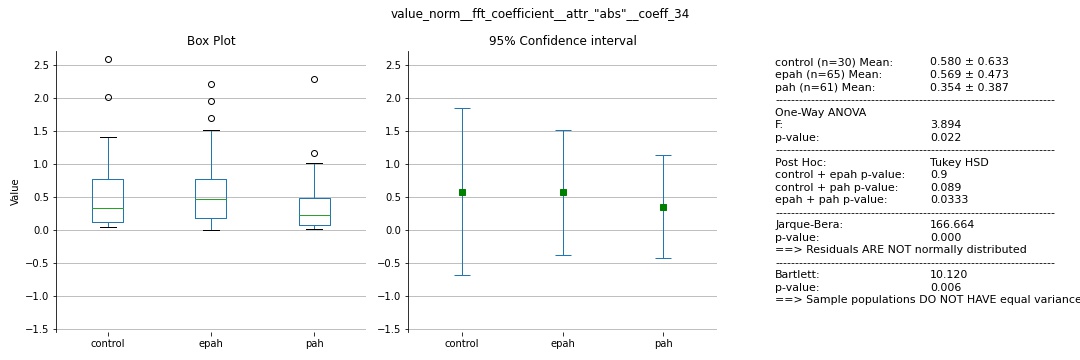 value_norm__fft_coefficient__attr_"abs"__coeff_34
Box Plot
Value
2.5
2.0
1.5
1.0
0.5
0.0
−0.5
−1.0
−1.5
control epah pah
95% Confidence interval
2.5
2.0
1.5
1.0
0.5
0.0
−0.5
−1.0
−1.5
control epah pah
control (n=30) Mean: 0.580 ± 0.633
epah (n=65) Mean: 0.569 ± 0.473
pah (n=61) Mean: 0.354 ± 0.387
One-Way ANOVA
F: 3.894
p-value: 0.022
Post Hoc: Tukey HSD
control + epah p-value: 0.9
control + pah p-value: 0.089
epah + pah p-value: 0.0333
Jarque-Bera: 166.664
p-value: 0.000
==> Residuals ARE NOT normally distributed
Bartlett: 10.120
p-value: 0.006
==> Sample populations DO NOT HAVE equal variance